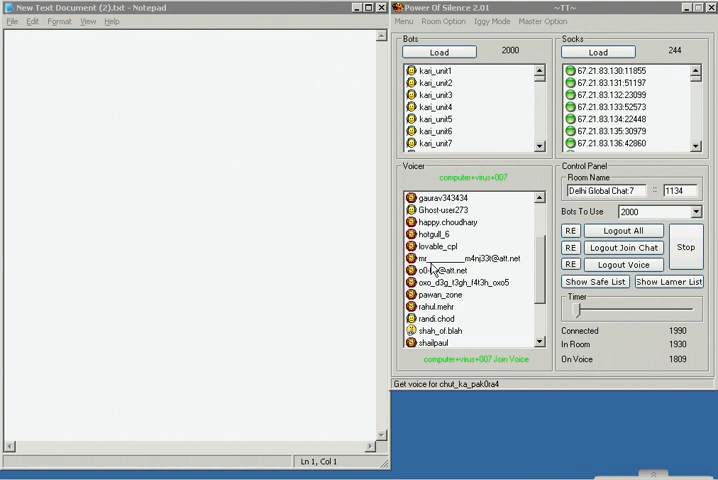 New Text Document (2).txt - Notepad
File Edit Format View Help
Ln 1, Col 1
Power Of Silence 2.01 ~TT~
Menu Room Option Iggy Mode Master Option
Bots
Load 2000
kari_unit1
kari_unit2
kari_unit3
kari_unit4
kari_unit5
kari_unit6
kari_unit7
Socks
Load 244
67.21.83.130:11855
67.21.83.131:51197
67.21.83.132:23099
67.21.83.133:52573
67.21.83.134:22448
67.21.83.135:30979
67.21.83.136:42860
Voicer
computer+virus+007
gaurav343434
Ghost-user273
happy.choudhary
hotgull_6
lovable_cpl
mr_________m4nj33t@att.net
@att.net
oxo_d3g_t3gh_f4t3h_oxo5
pawan_zone
rahul.mehr
randi.chod
shah_of.blah
shailpaul
computer+virus+007 Join Voice
Control Panel
Room Name
Delhi Global Chat:7 :: 1134
Bots To Use 2000
RE Logout All
RE Logout Join Chat
RE Logout Voice
Stop
Show Safe List Show Lamer List
Timer
Connected 1990
In Room 1930
On Voice 1809
Get voice for chut_ka_pak0ra4